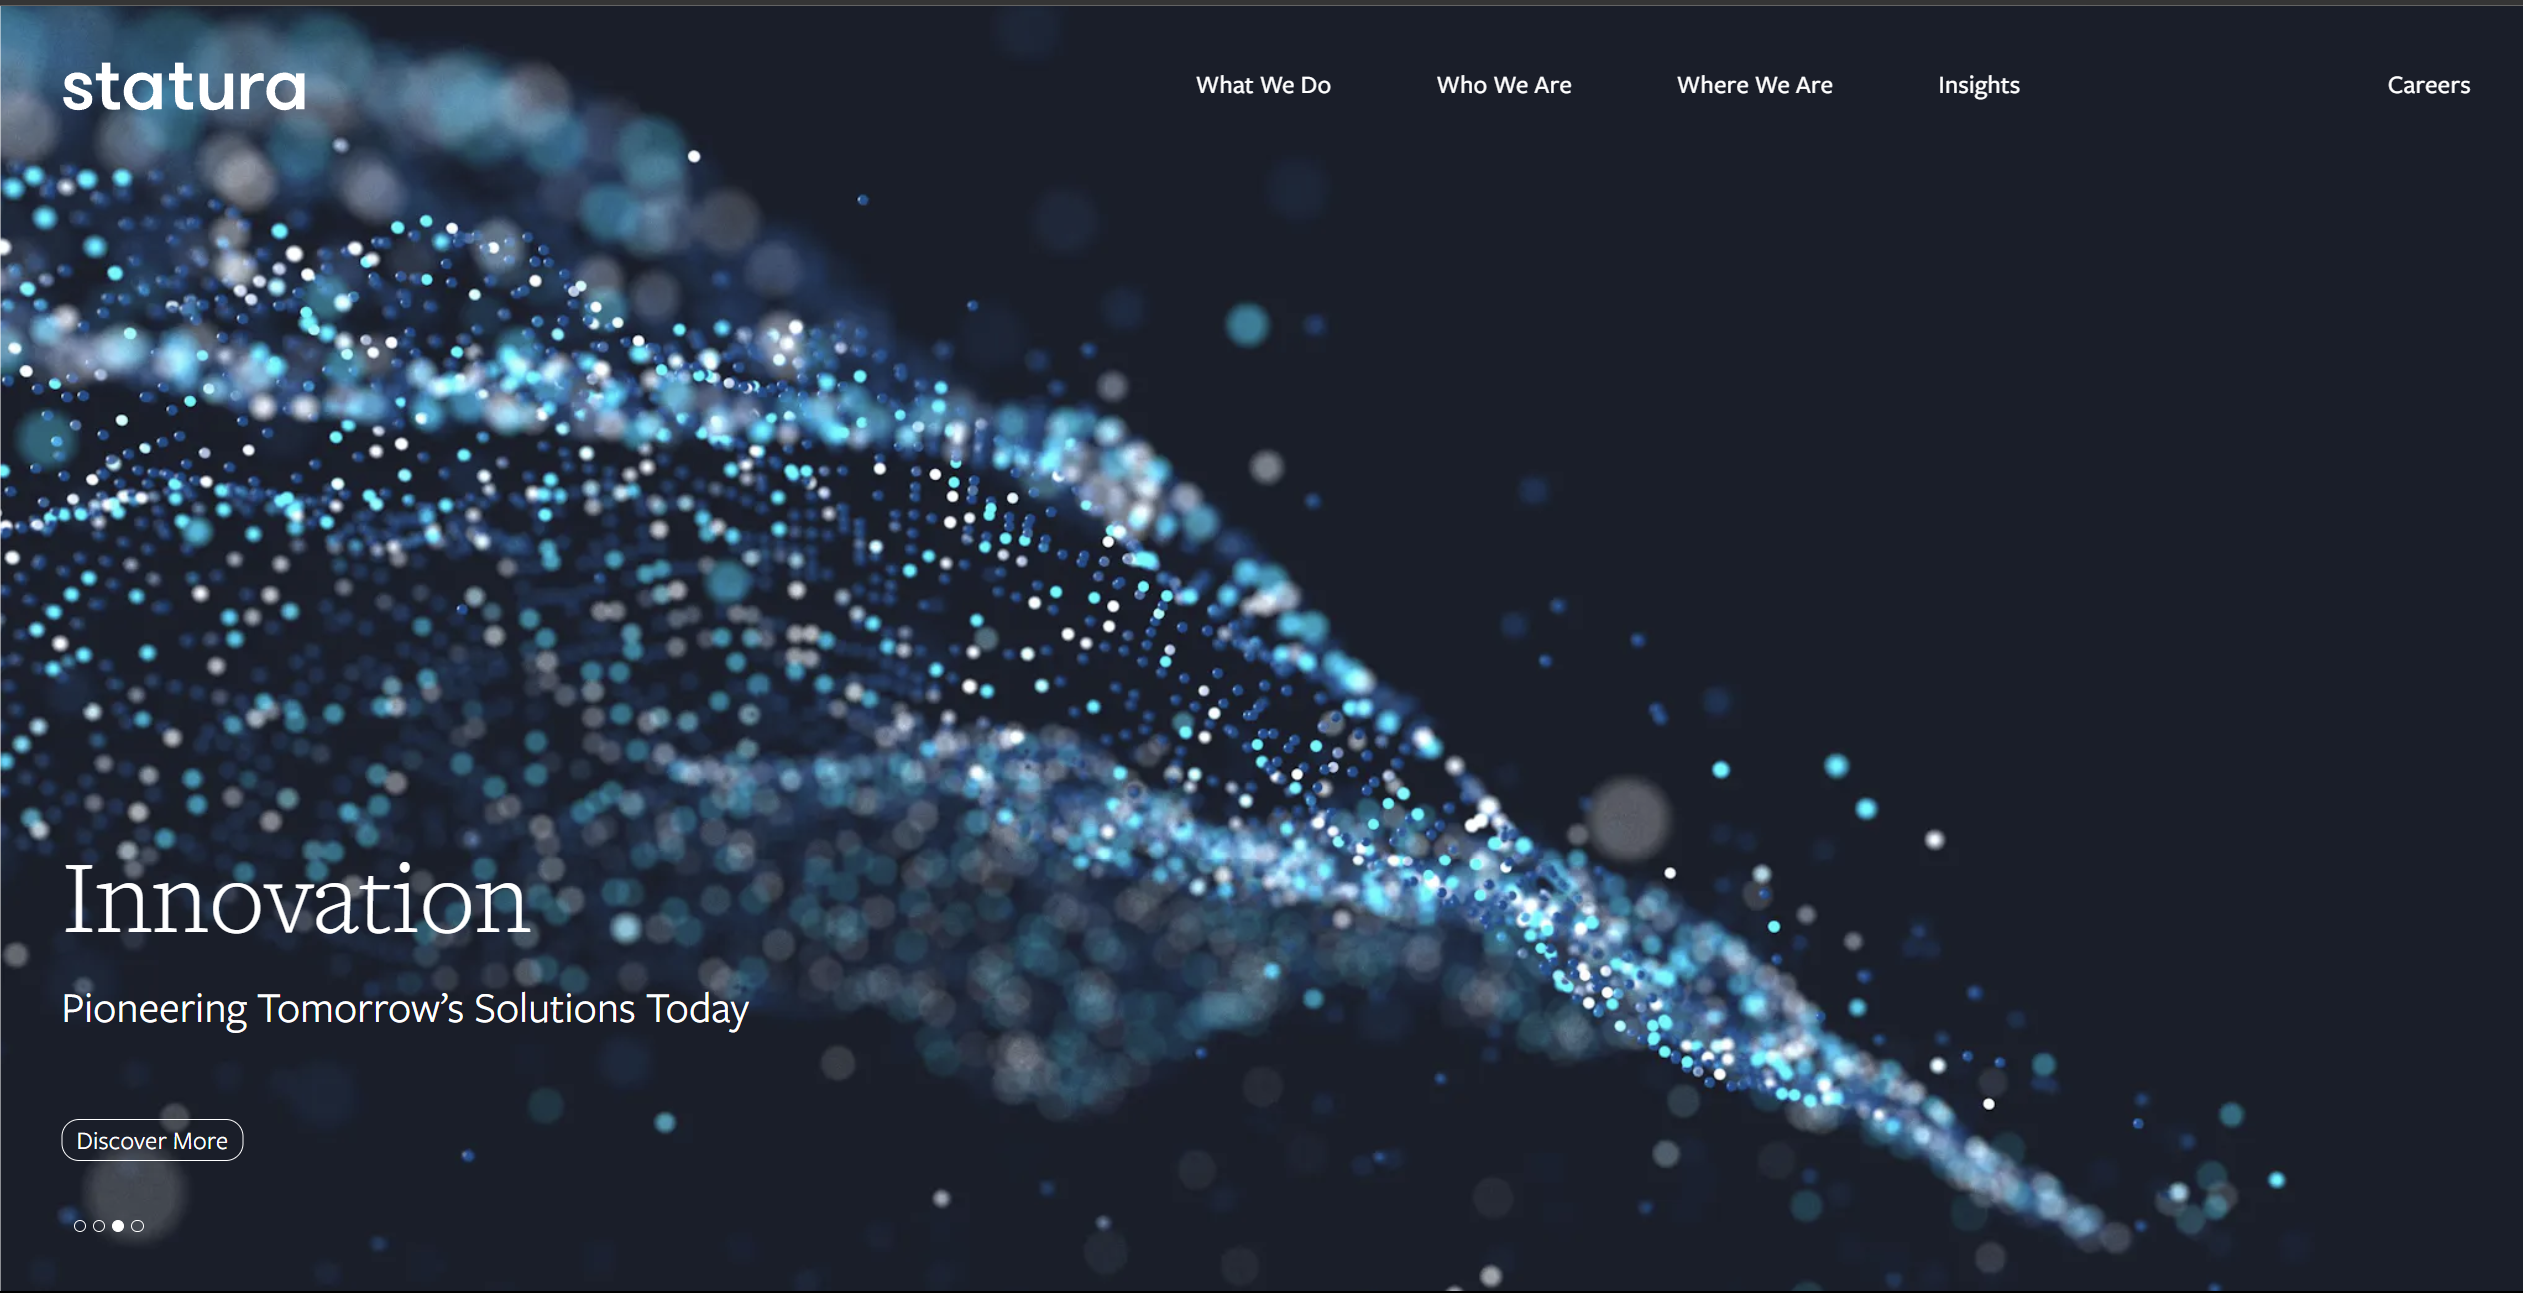 statura
What We Do
Who We Are
Where We Are
Insights
Careers
Innovation
Pioneering Tomorrow’s Solutions Today
Discover More